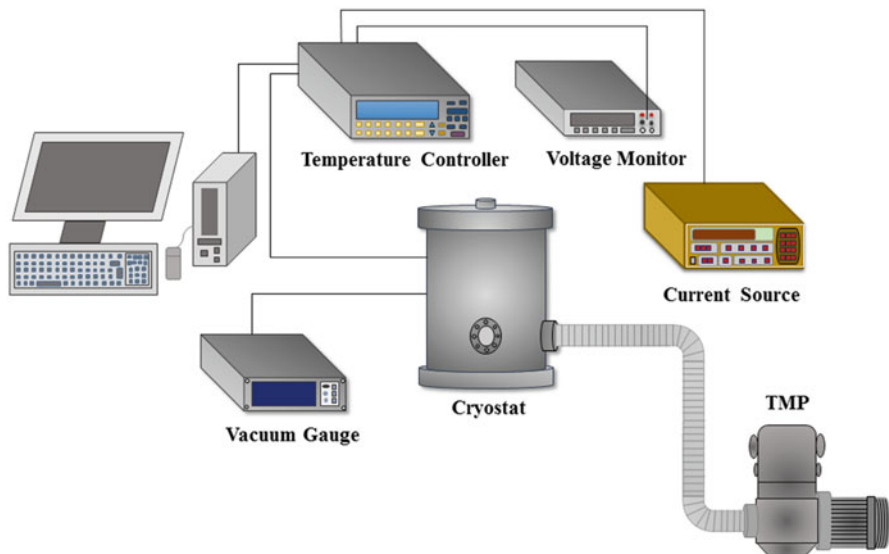 Temperature Controller
Voltage Monitor
Current Source
Cryostat
Vacuum Gauge
TMP